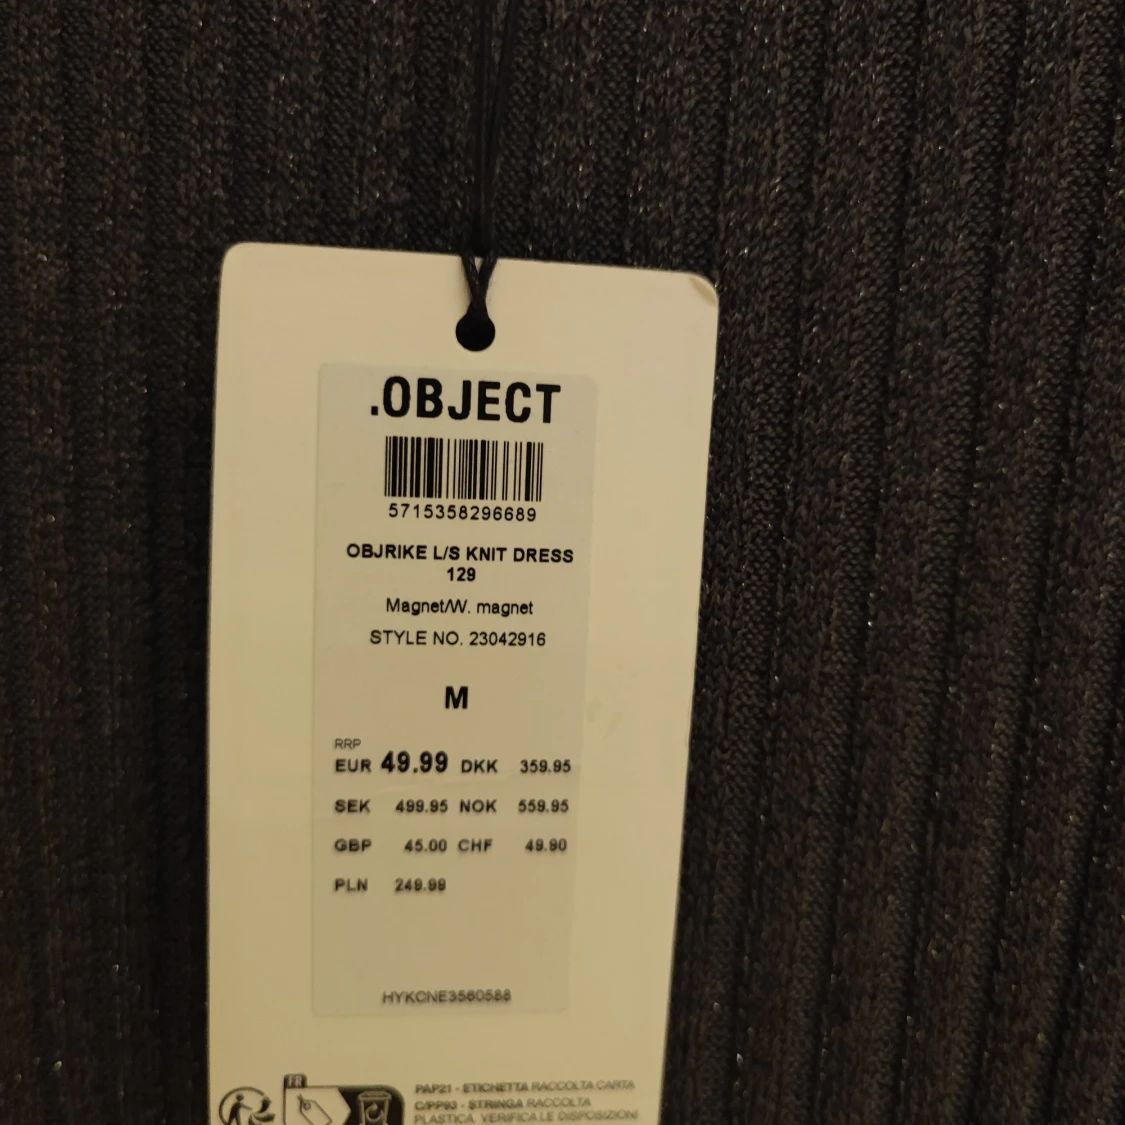 .OBJECT
5715358296689
OBJRIKE L/S KNIT DRESS
129
Magnet/W. magnet
STYLE NO. 23042916
M
RRP
EUR 49.99 DKK 359.95
SEK 499.95 NOK 559.95
GBP 45.00 CHF 49.90
PLN 249.99
HYKCNE3560588
FR
PAP21 - ETICHETTA RACCOLTA CARTA
C/PP93 - STRINGA RACCOLTA
PLASTICA. VERIFICA LE DISPOSIZIONI